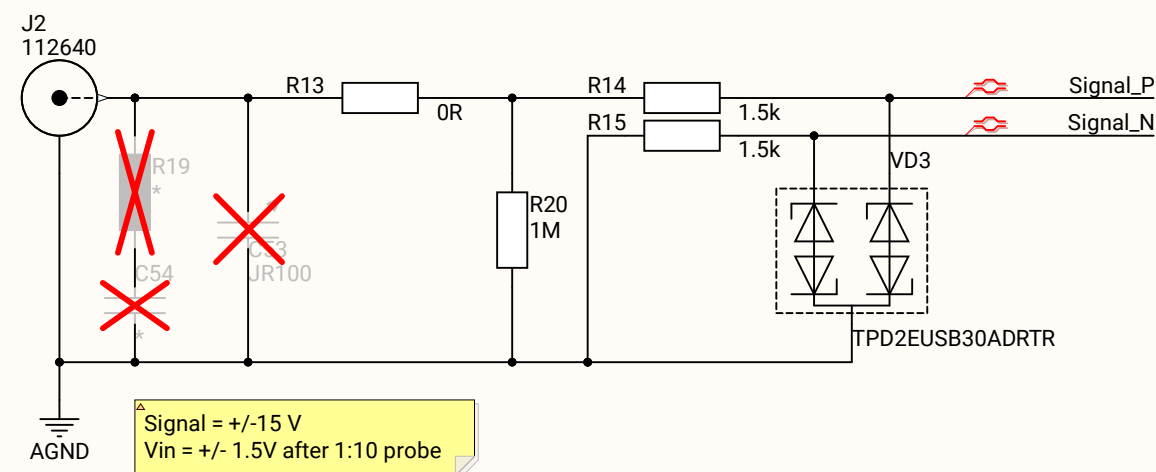 J2
112640
R13
0R
R14
1.5k
Signal_P
R15
1.5k
Signal_N
VD3
R19
*
R20
1M
C53
JR100
C54
*
TPD2EUSB30ADRTR
AGND
Signal = +/-15 V
Vin = +/- 1.5V after 1:10 probe